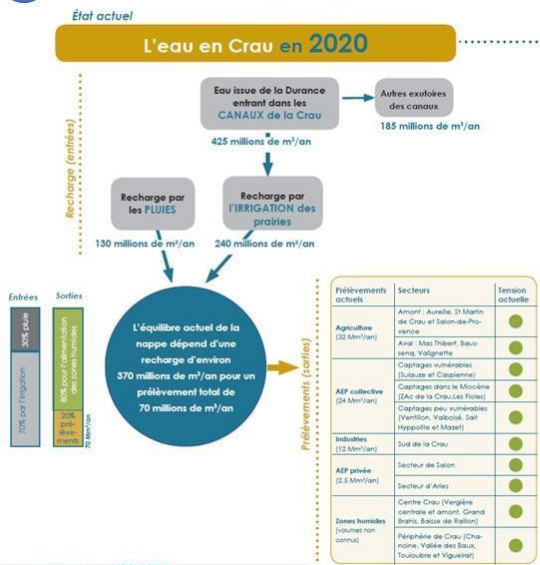 État actuel
L'eau en Crau en 2020
Eau issue de la Durance
entrant dans les
CANAUX de la Crau
425 millions de m³/an
Autres exutoires
des canaux
185 millions de m³/an
Recharge (entrées)
Recharge par
les PLUIES
130 millions de m³/an
Recharge par
l'IRRIGATION des
prairies
240 millions de m³/an
Entrées
30% pluie
70% par l'irrigation
Sorties
80% pour l'alimentation
des zones humides
20%
pré-
lève-
ments
70 Mm³/an
L'équilibre actuel de la
nappe dépend d'une
recharge d'environ
370 millions de m³/an pour un
prélèvement total de
70 millions de m³/an
Prélèvements (sorties)
Prélèvements
actuels
Secteurs
Tension
actuelle
Agriculture
(32 Mm³/an)
Amont : Aureille, St Martin
de Crau et Salon-de-Pro-
vence
Aval : Mas Thibert, Baus-
senq, Valignette
AEP collective
(24 Mm³/an)
Captages vulnérables
(Sulauze et Caspienne)
Captages dans le Miocène
(ZAc de la Crau,Les Fioles)
Captages peu vulnérables
(Ventillon, Valboisé, Sait
Hyppolite et Mazet)
Industries
(12 Mm³/an)
Sud de la Crau
AEP privée
(2,5 Mm³/an)
Secteur de Salon
Secteur d'Arles
Zones humides
(volumes non
connus)
Centre Crau (Vergière
centrale et amont, Grand
Brahis, Baisse de Raillon)
Périphérie de Crau (Cha-
noine, Vallée des Baux,
Touloubre et Vigueirat)